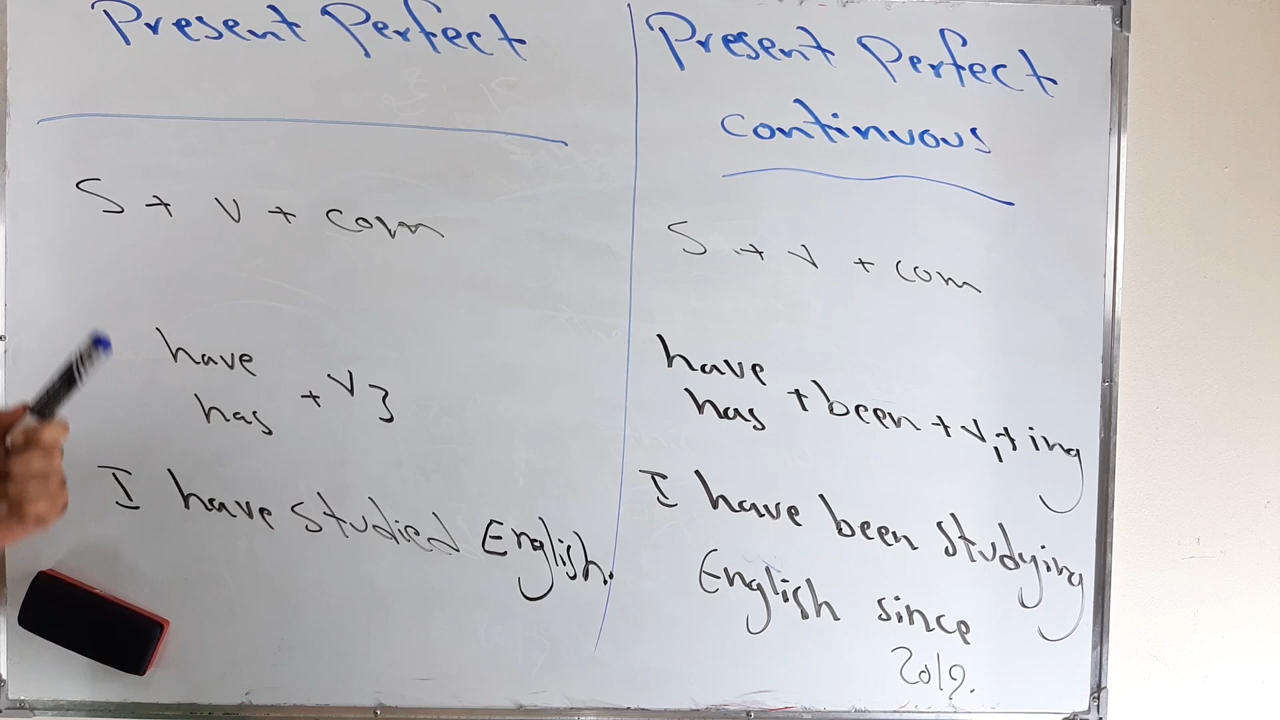 Present Perfect
S + V + com
have
has + V3
I have studied English.
Present Perfect
continuous
S + V + com
have
has + been + V1 + ing
I have been studying
English since
2019.